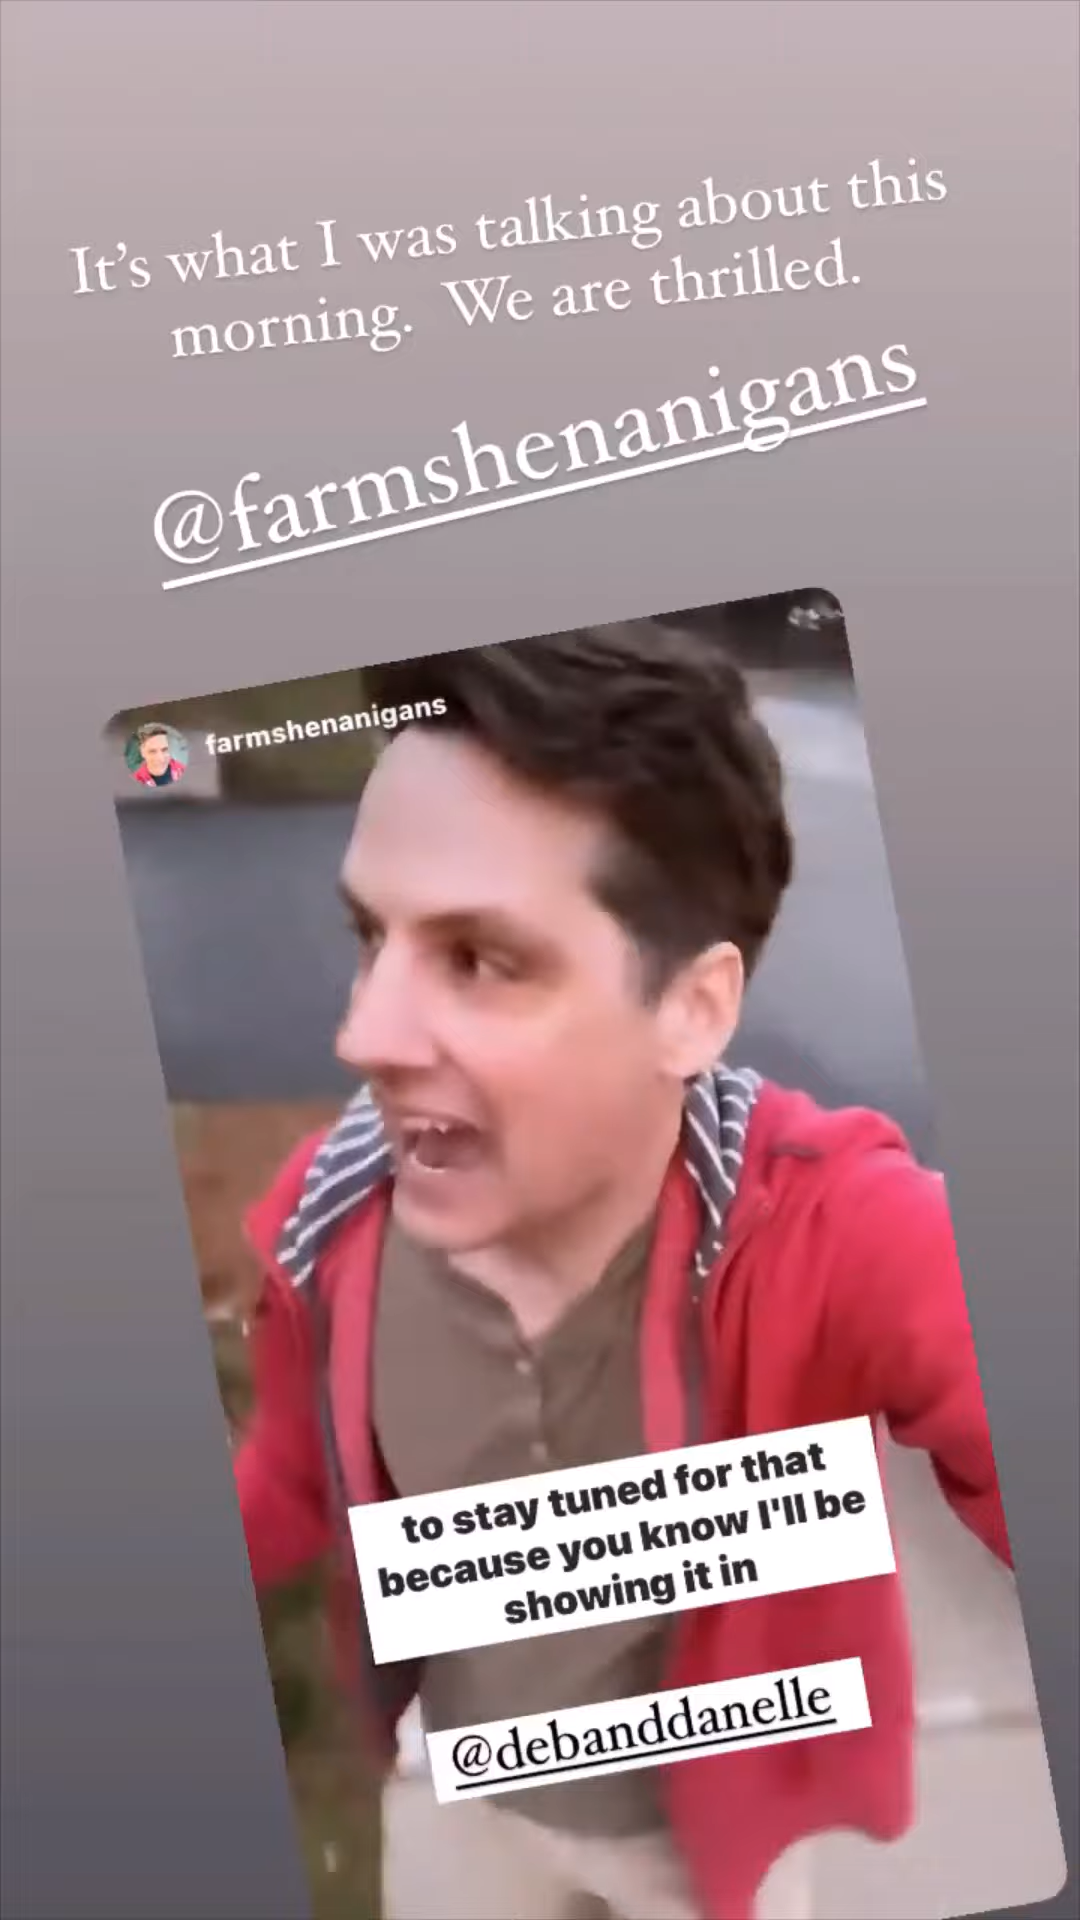 It’s what I was talking about this
morning.  We are thrilled.
@farmshenanigans
farmshenanigans
to stay tuned for that
because you know I'll be
showing it in
@debanddanelle